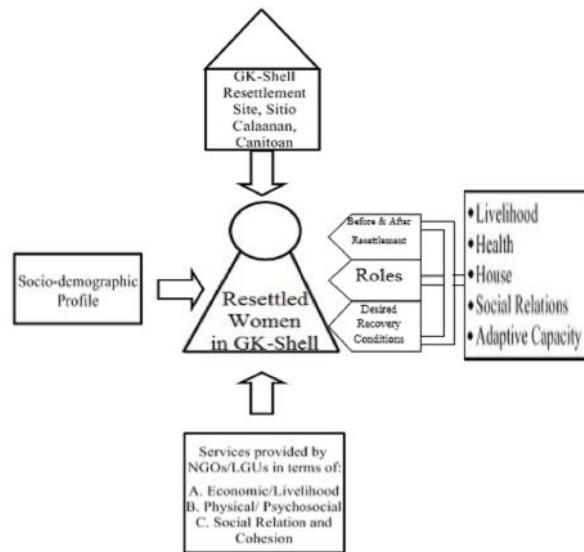 GK-Shell
Resettlement
Site, Sitio
Calaanan,
Canitoan
Before & After
Resettlement
Roles
Desired
Recovery
Conditions
• Livelihood
• Health
• House
• Social Relations
• Adaptive Capacity
Socio-demographic
Profile
Resettled
Women
in GK-Shell
Services provided by
NGOs/LGUs in terms of:
A. Economic/Livelihood
B. Physical/ Psychosocial
C. Social Relation and
Cohesion